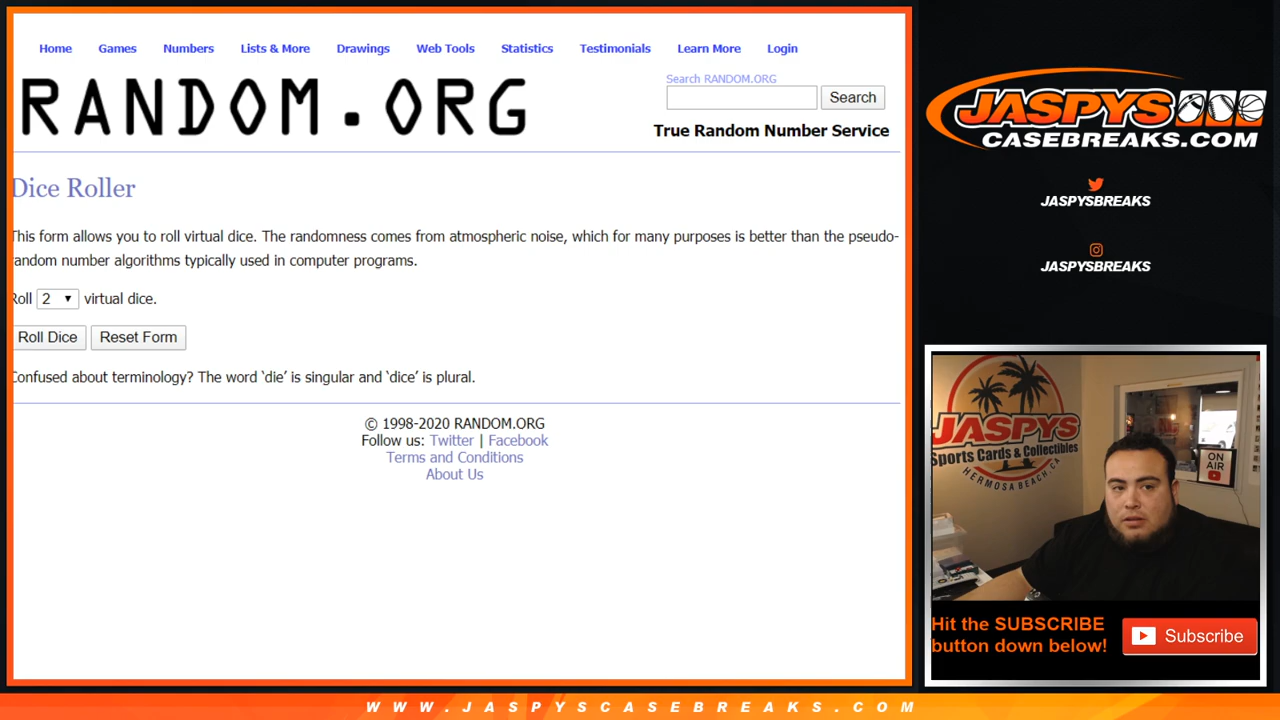 Home Games Numbers Lists & More Drawings Web Tools Statistics Testimonials Learn More Login
RANDOM.ORG
Search RANDOM.ORG
Search
True Random Number Service
Dice Roller
This form allows you to roll virtual dice. The randomness comes from atmospheric noise, which for many purposes is better than the pseudo-
random number algorithms typically used in computer programs.
Roll 2 virtual dice.
Roll Dice Reset Form
Confused about terminology? The word ‘die’ is singular and ‘dice’ is plural.
© 1998-2020 RANDOM.ORG
Follow us: Twitter | Facebook
Terms and Conditions
About Us
JASPYS
CASEBREAKS.COM
JASPYSBREAKS
JASPYSBREAKS
JASPYS
Sports Cards & Collectibles
HERMOSA BEACH, CA
ON
AIR
Hit the SUBSCRIBE
button down below!
Subscribe
WWW.JASPYSCASEBREAKS.COM